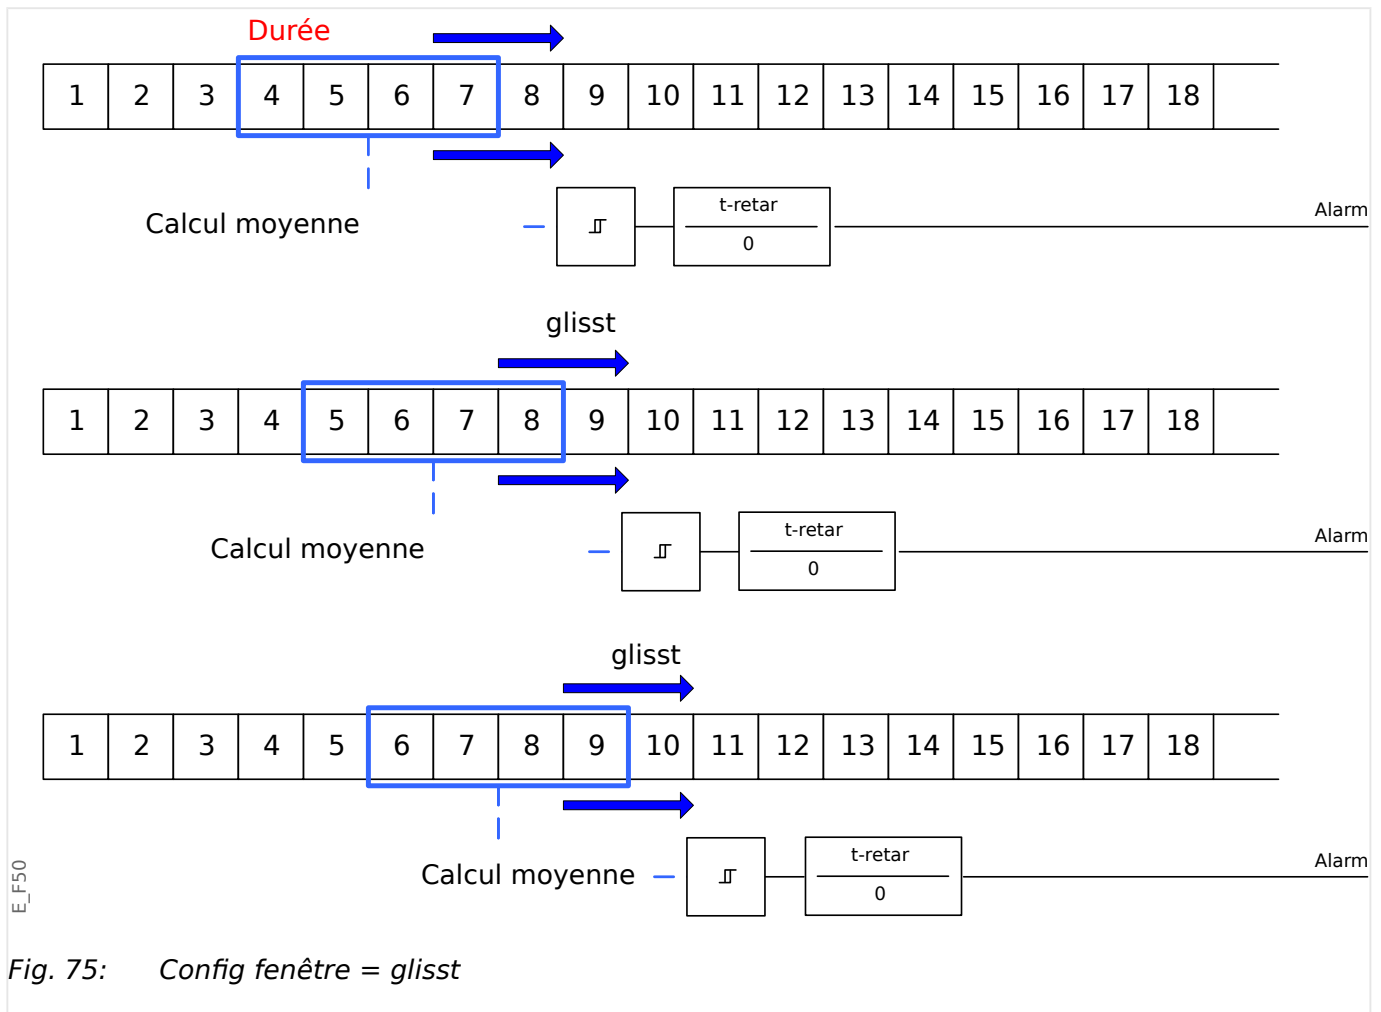 Durée
1 2 3 4 5 6 7 8 9 10 11 12 13 14 15 16 17 18
Calcul moyenne
t-retar
0
Alarm
glisst
1 2 3 4 5 6 7 8 9 10 11 12 13 14 15 16 17 18
Calcul moyenne
t-retar
0
Alarm
glisst
1 2 3 4 5 6 7 8 9 10 11 12 13 14 15 16 17 18
Calcul moyenne
t-retar
0
Alarm
E_F50
Fig. 75: Config fenêtre = glisst